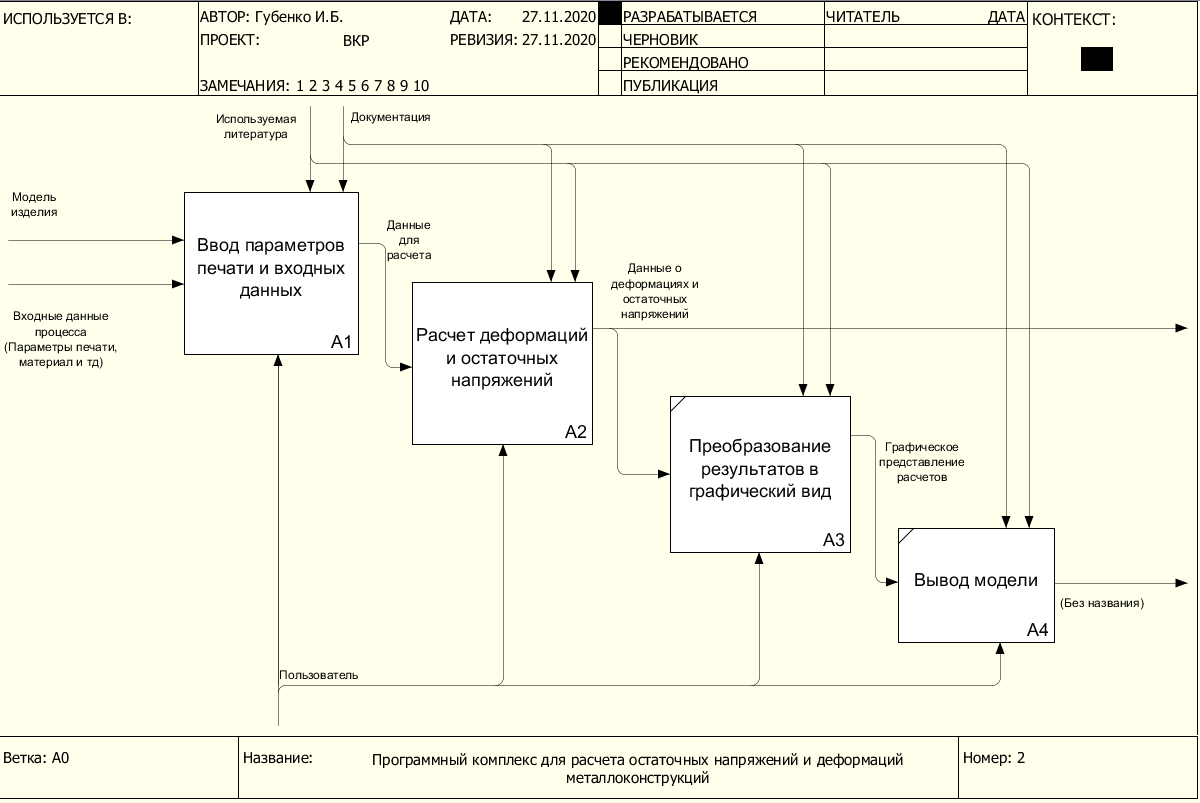 ИСПОЛЬЗУЕТСЯ В:
АВТОР: Губенко И.Б.
ДАТА: 27.11.2020
ПРОЕКТ: ВКР
РЕВИЗИЯ: 27.11.2020
ЗАМЕЧАНИЯ: 1 2 3 4 5 6 7 8 9 10
РАЗРАБАТЫВАЕТСЯ
ЧЕРНОВИК
РЕКОМЕНДОВАНО
ПУБЛИКАЦИЯ
ЧИТАТЕЛЬ
ДАТА
КОНТЕКСТ:
Используемая
литература
Документация
Модель
изделия
Входные данные
процесса
(Параметры печати,
материал и тд)
Ввод параметров
печати и входных
данных
A1
Данные
для
расчета
Расчет деформаций
и остаточных
напряжений
A2
Данные о
деформациях и
остаточных
напряжений
Преобразование
результатов в
графический вид
A3
Графическое
представление
расчетов
Вывод модели
A4
(Без названия)
Пользователь
Ветка: A0
Название:
Программный комплекс для расчета остаточных напряжений и деформаций
металлоконструкций
Номер: 2